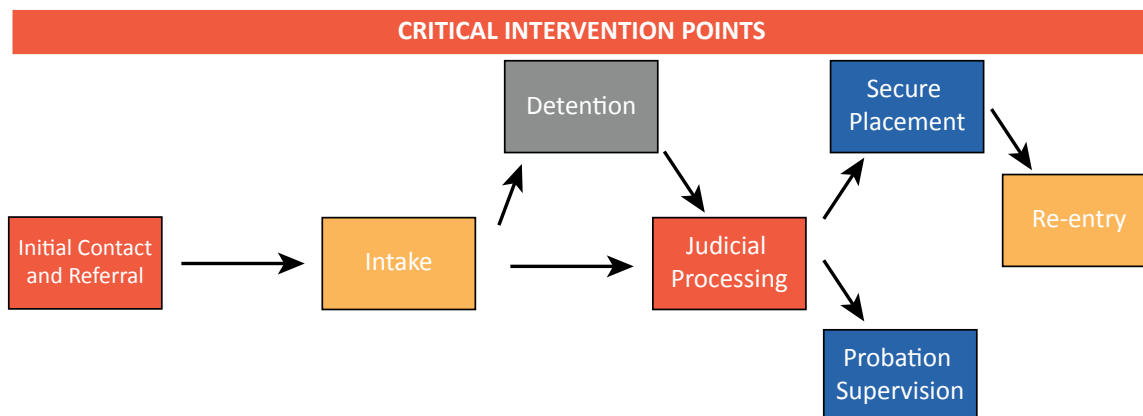 CRITICAL INTERVENTION POINTS
Detention
Secure
Placement
Initial Contact
and Referral
Intake
Judicial
Processing
Re-entry
Probation
Supervision